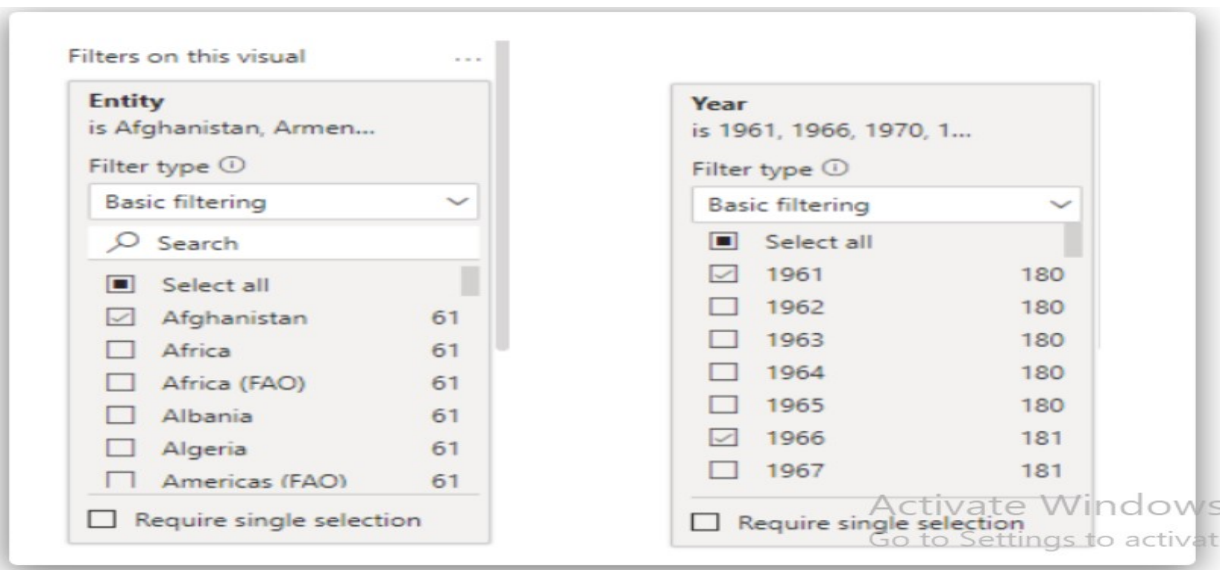 Filters on this visual ...
Entity
is Afghanistan, Armen...
Filter type
Basic filtering
Search
Select all
Afghanistan 61
Africa 61
Africa (FAO) 61
Albania 61
Algeria 61
Americas (FAO) 61
Require single selection
Year
is 1961, 1966, 1970, 1...
Filter type
Basic filtering
Select all
1961 180
1962 180
1963 180
1964 180
1965 180
1966 181
1967 181
Require single selection
Activate Windows
Go to Settings to activat